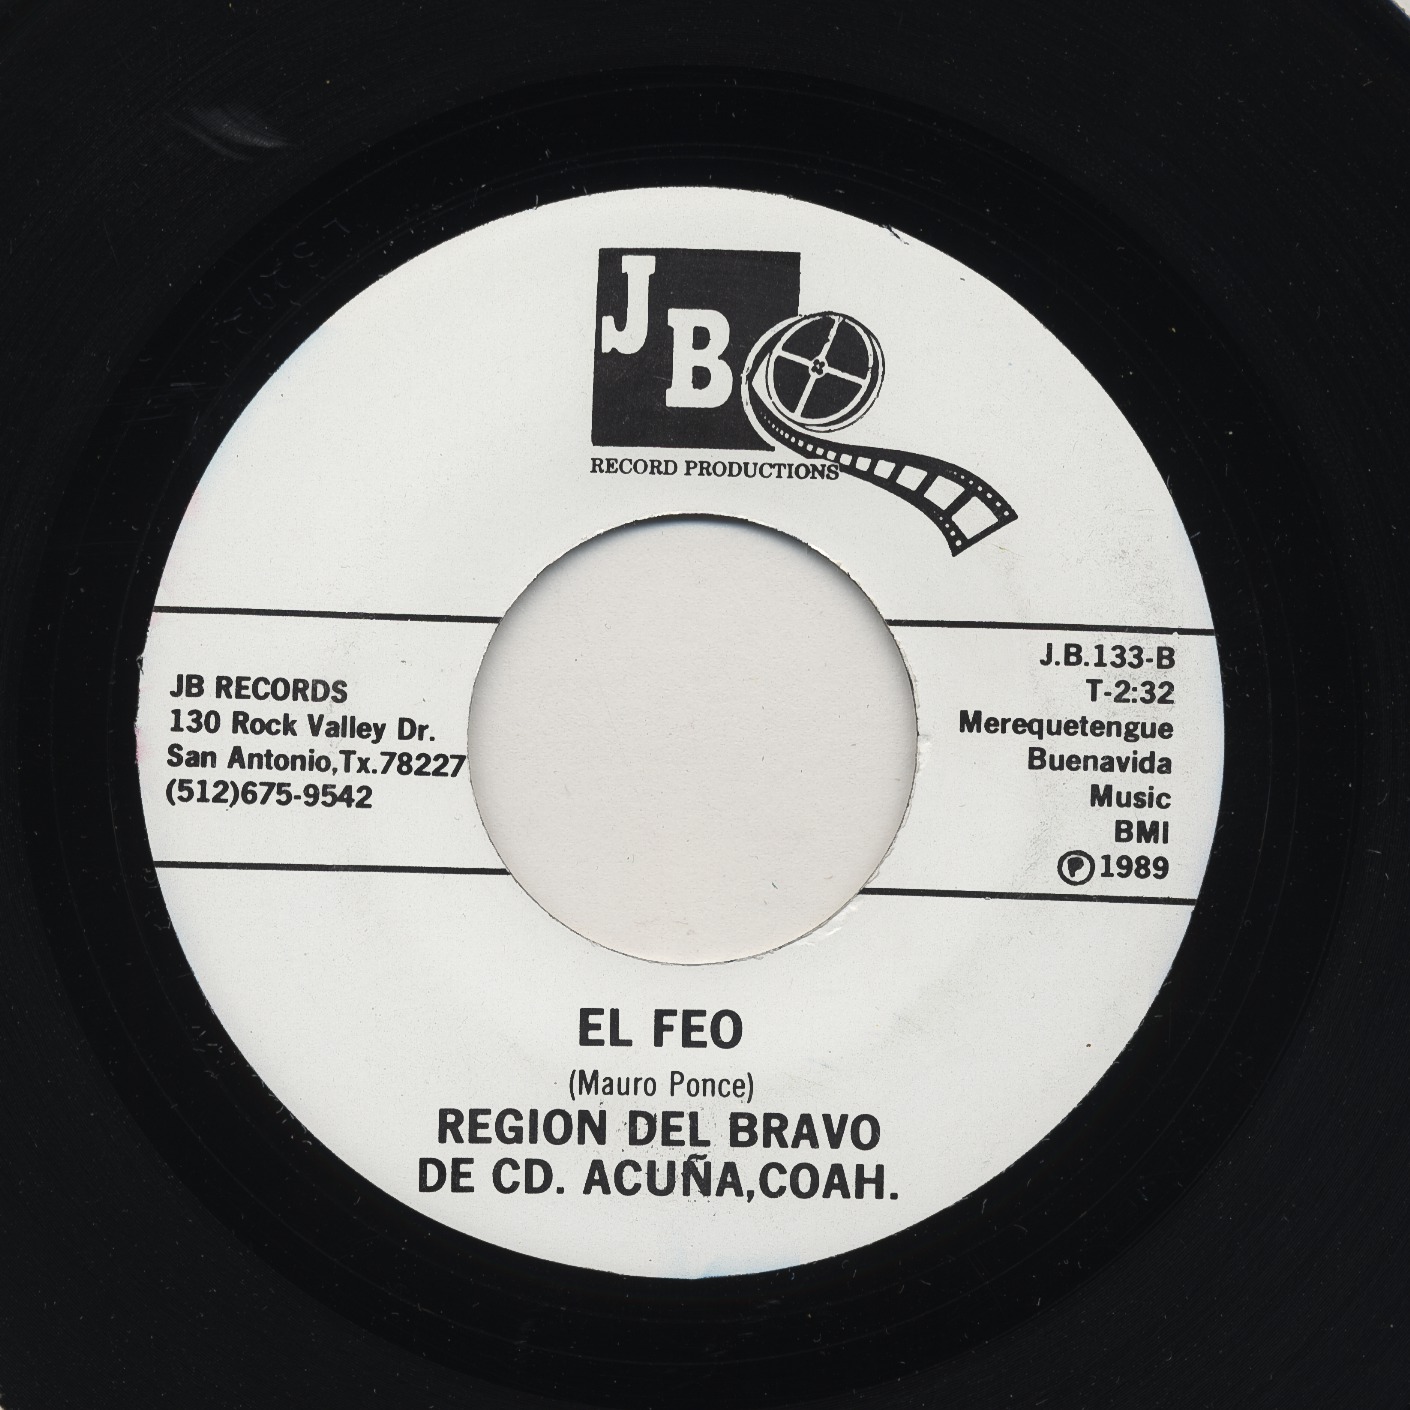 JB
RECORD PRODUCTIONS
JB RECORDS
130 Rock Valley Dr.
San Antonio,Tx.78227
(512)675-9542
J.B.133-B
T-2:32
Merequetengue
Buenavida
Music
BMI
Ⓟ1989
EL FEO
(Mauro Ponce)
REGION DEL BRAVO
DE CD. ACUÑA,COAH.